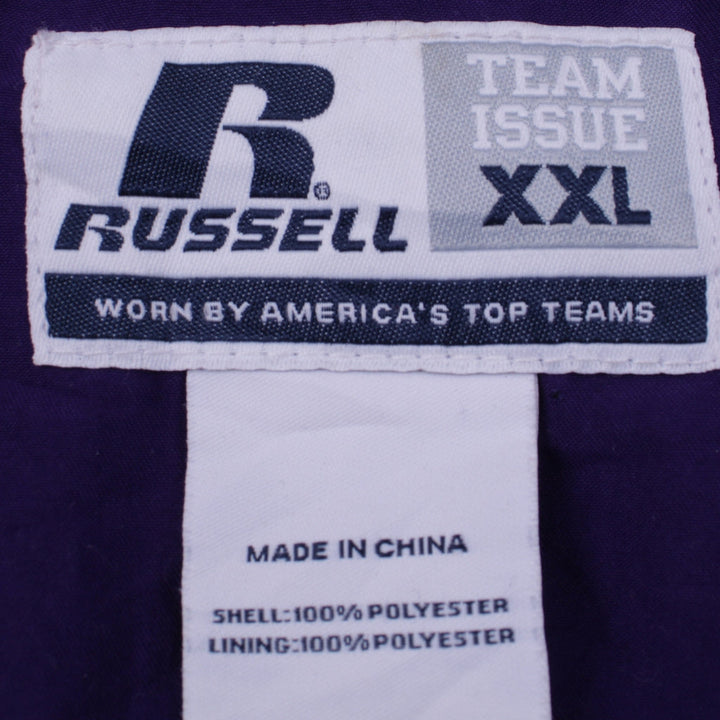 R®
RUSSELL
TEAM
ISSUE
XXL
WORN BY AMERICA'S TOP TEAMS
MADE IN CHINA
SHELL:100% POLYESTER
LINING:100% POLYESTER